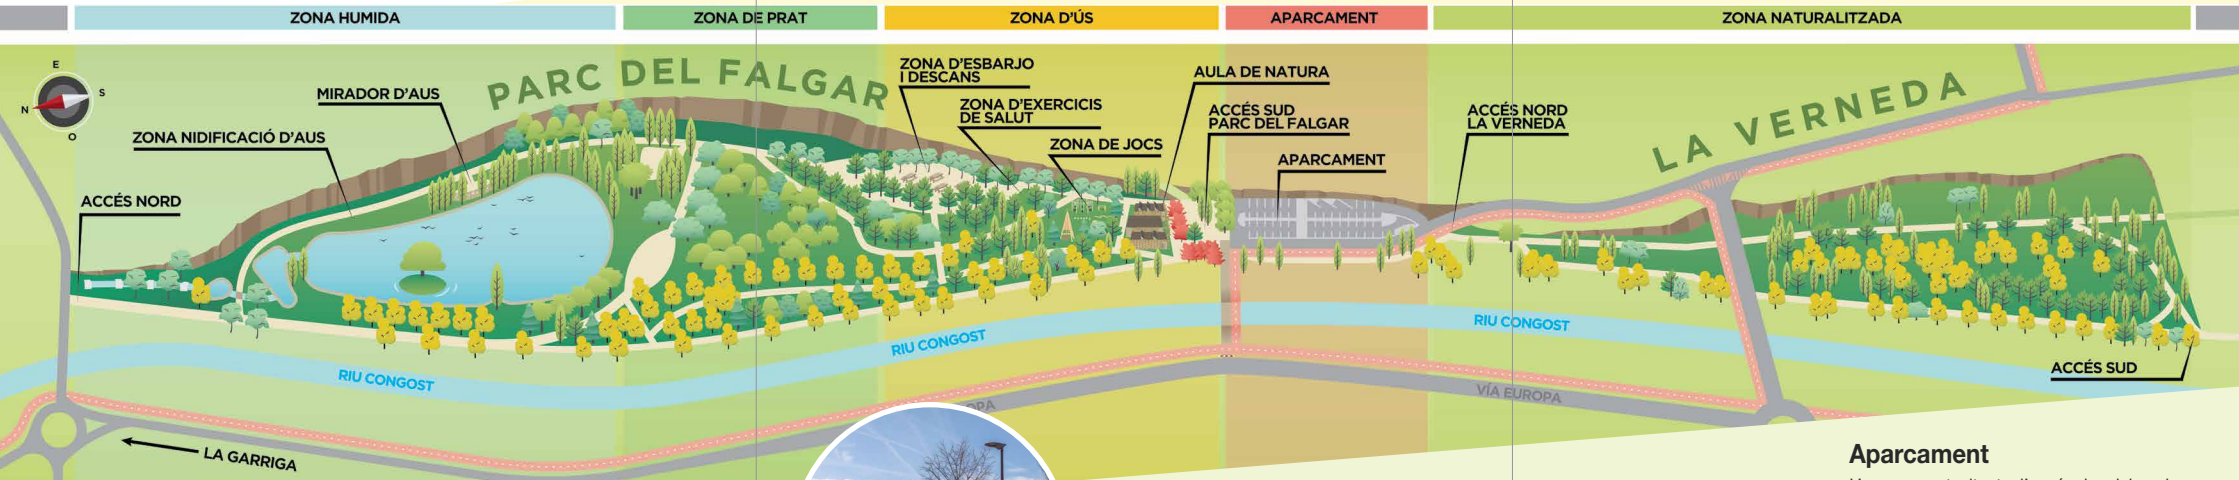 ZONA HUMIDA
ZONA DE PRAT
ZONA D'ÚS
APARCAMENT
ZONA NATURALITZADA
E
N
S
O
PARC DEL FALGAR
LA VERNEDA
ACCÉS NORD
ZONA NIDIFICACIÓ D'AUS
MIRADOR D'AUS
ZONA D'ESBARJO
I DESCANS
ZONA D'EXERCICIS
DE SALUT
ZONA DE JOCS
AULA DE NATURA
ACCÉS SUD
PARC DEL FALGAR
APARCAMENT
ACCÉS NORD
LA VERNEDA
RIU CONGOST
RIU CONGOST
RIU CONGOST
VÍA EUROPA
ACCÉS SUD
LA GARRIGA
Aparcament